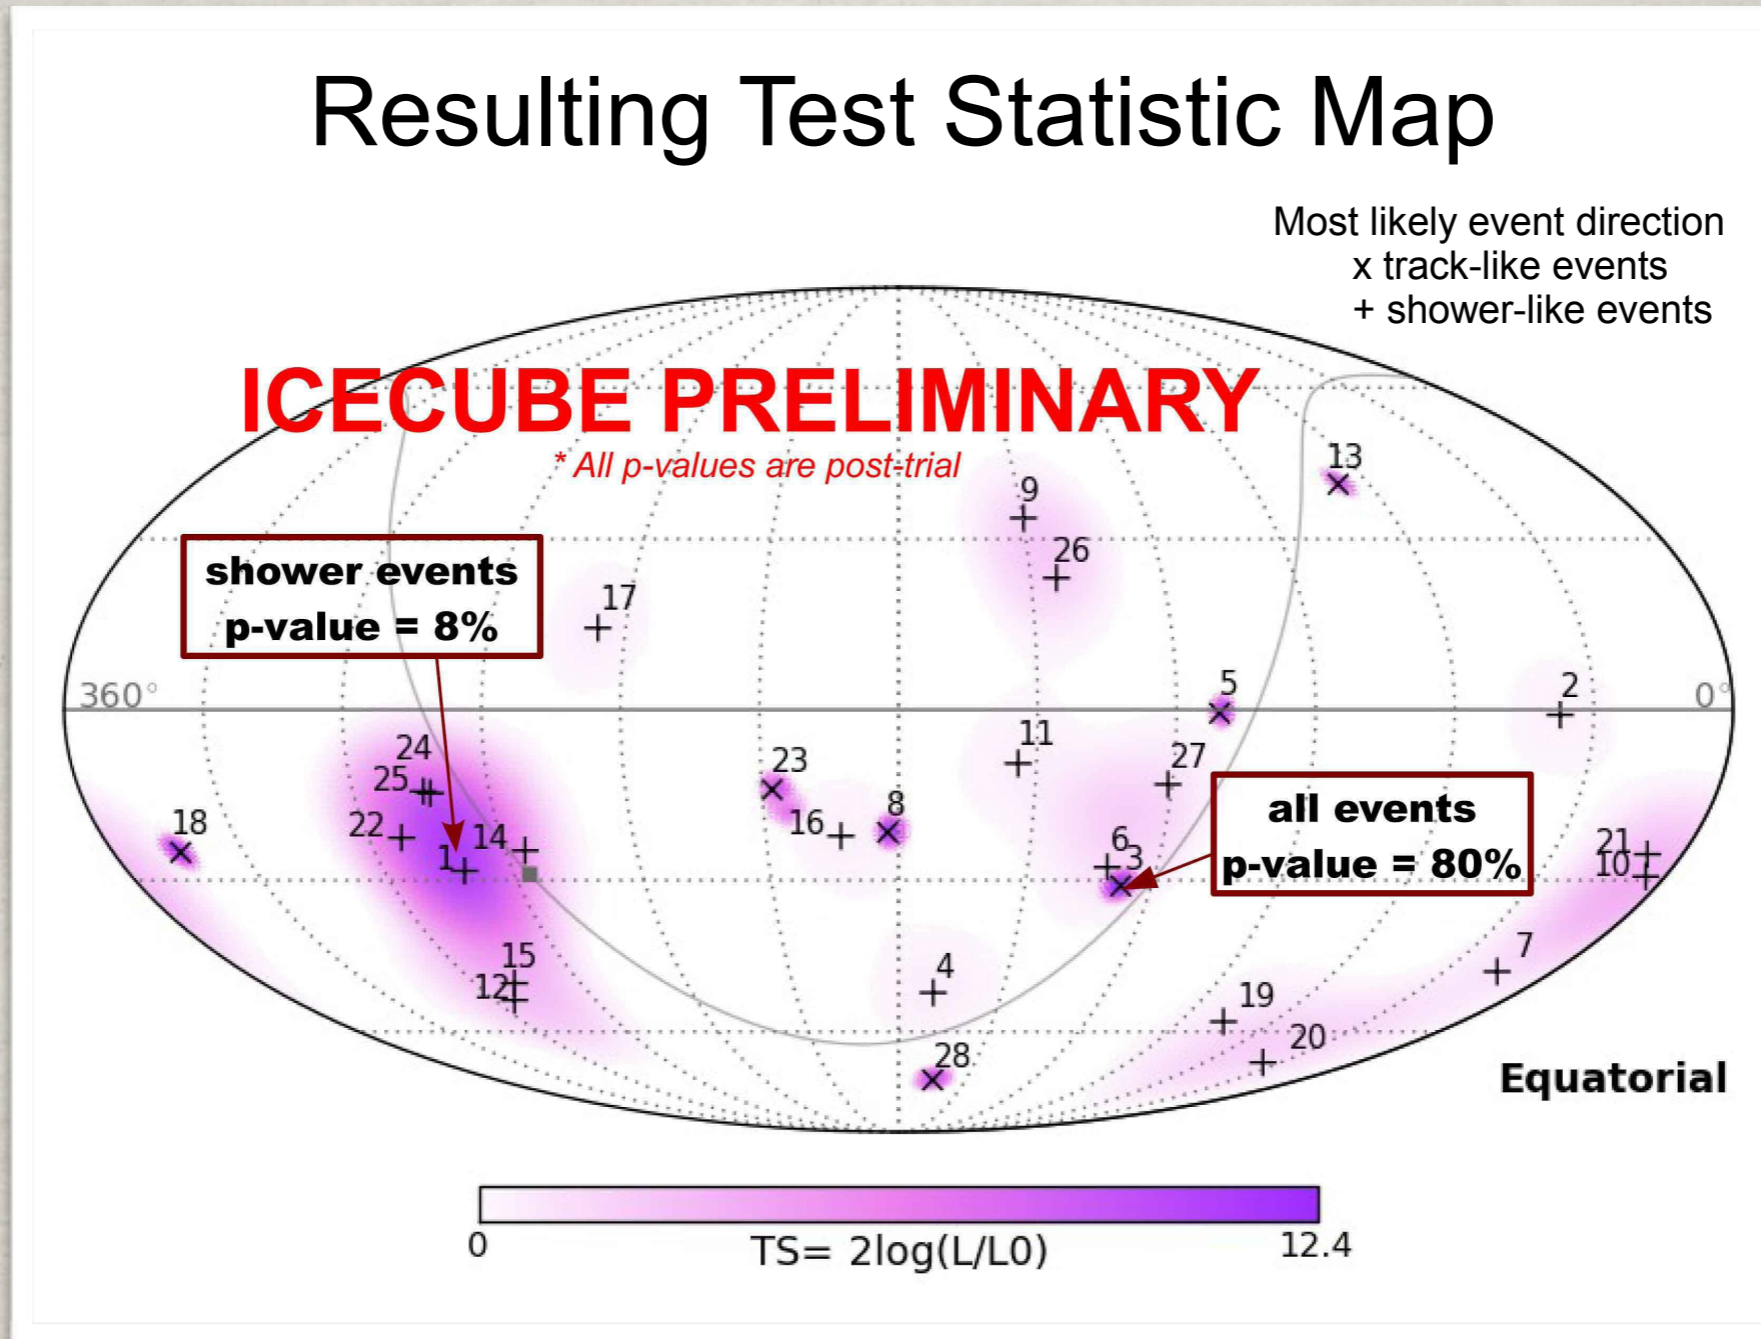 Resulting Test Statistic Map
Most likely event direction
x track-like events
+ shower-like events
ICECUBE PRELIMINARY
* All p-values are post-trial
13
9
26
shower events
p-value = 8%
17
360°
5
2
0°
24
25
11
27
23
18
22
14
1
16
8
6
3
all events
p-value = 80%
21
10
15
12
4
7
19
20
28
Equatorial
0
TS= 2log(L/L0)
12.4